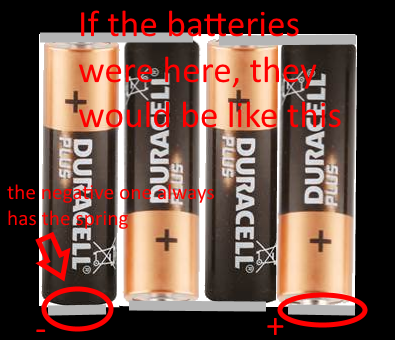 If the batteries
were here, they
would be like this
the negative one always
has the spring
+
DURACELL®
PLUS
DURACELL
PLUS
+
+
DURACELL®
PLUS
DURACELL
PLUS
+
-
+